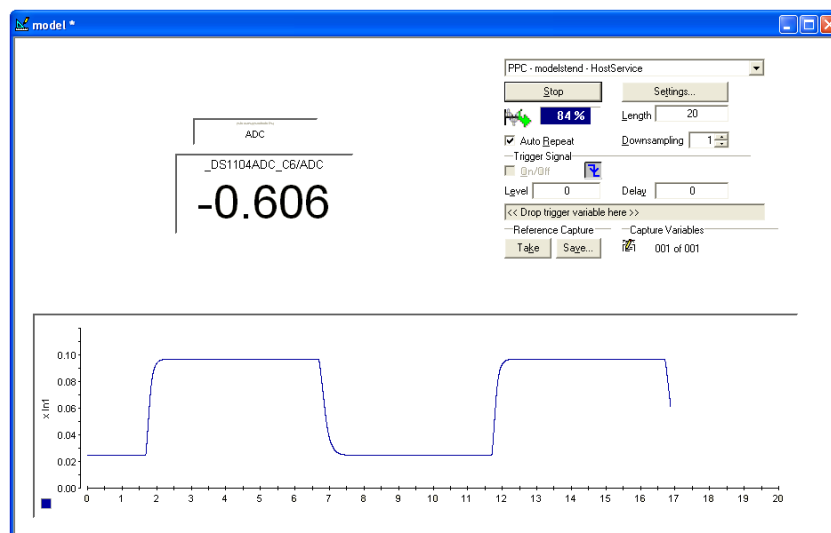 model *
PPC - modelstend - HostService
Stop
Settings...
84 %
Length 20
Auto Repeat
Downsampling 1
Trigger Signal
On/Off
Level 0
Delay 0
<< Drop trigger variable here >>
Reference Capture
Capture Variables
Take
Save...
001 of 001
ADC
_DS1104ADC_C6/ADC
-0.606
0.10
0.08
0.06
0.04
0.02
0.00
x In1
0 1 2 3 4 5 6 7 8 9 10 11 12 13 14 15 16 17 18 19 20